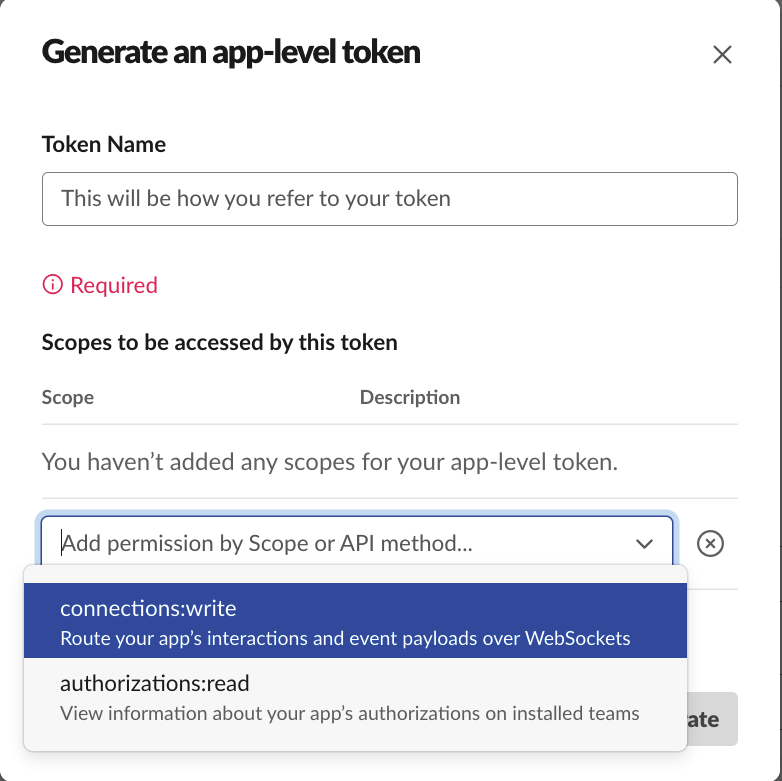 Generate an app-level token
Token Name
This will be how you refer to your token
Required
Scopes to be accessed by this token
Scope Description
You haven’t added any scopes for your app-level token.
Add permission by Scope or API method...
connections:write
Route your app’s interactions and event payloads over WebSockets
authorizations:read
View information about your app’s authorizations on installed teams
ate